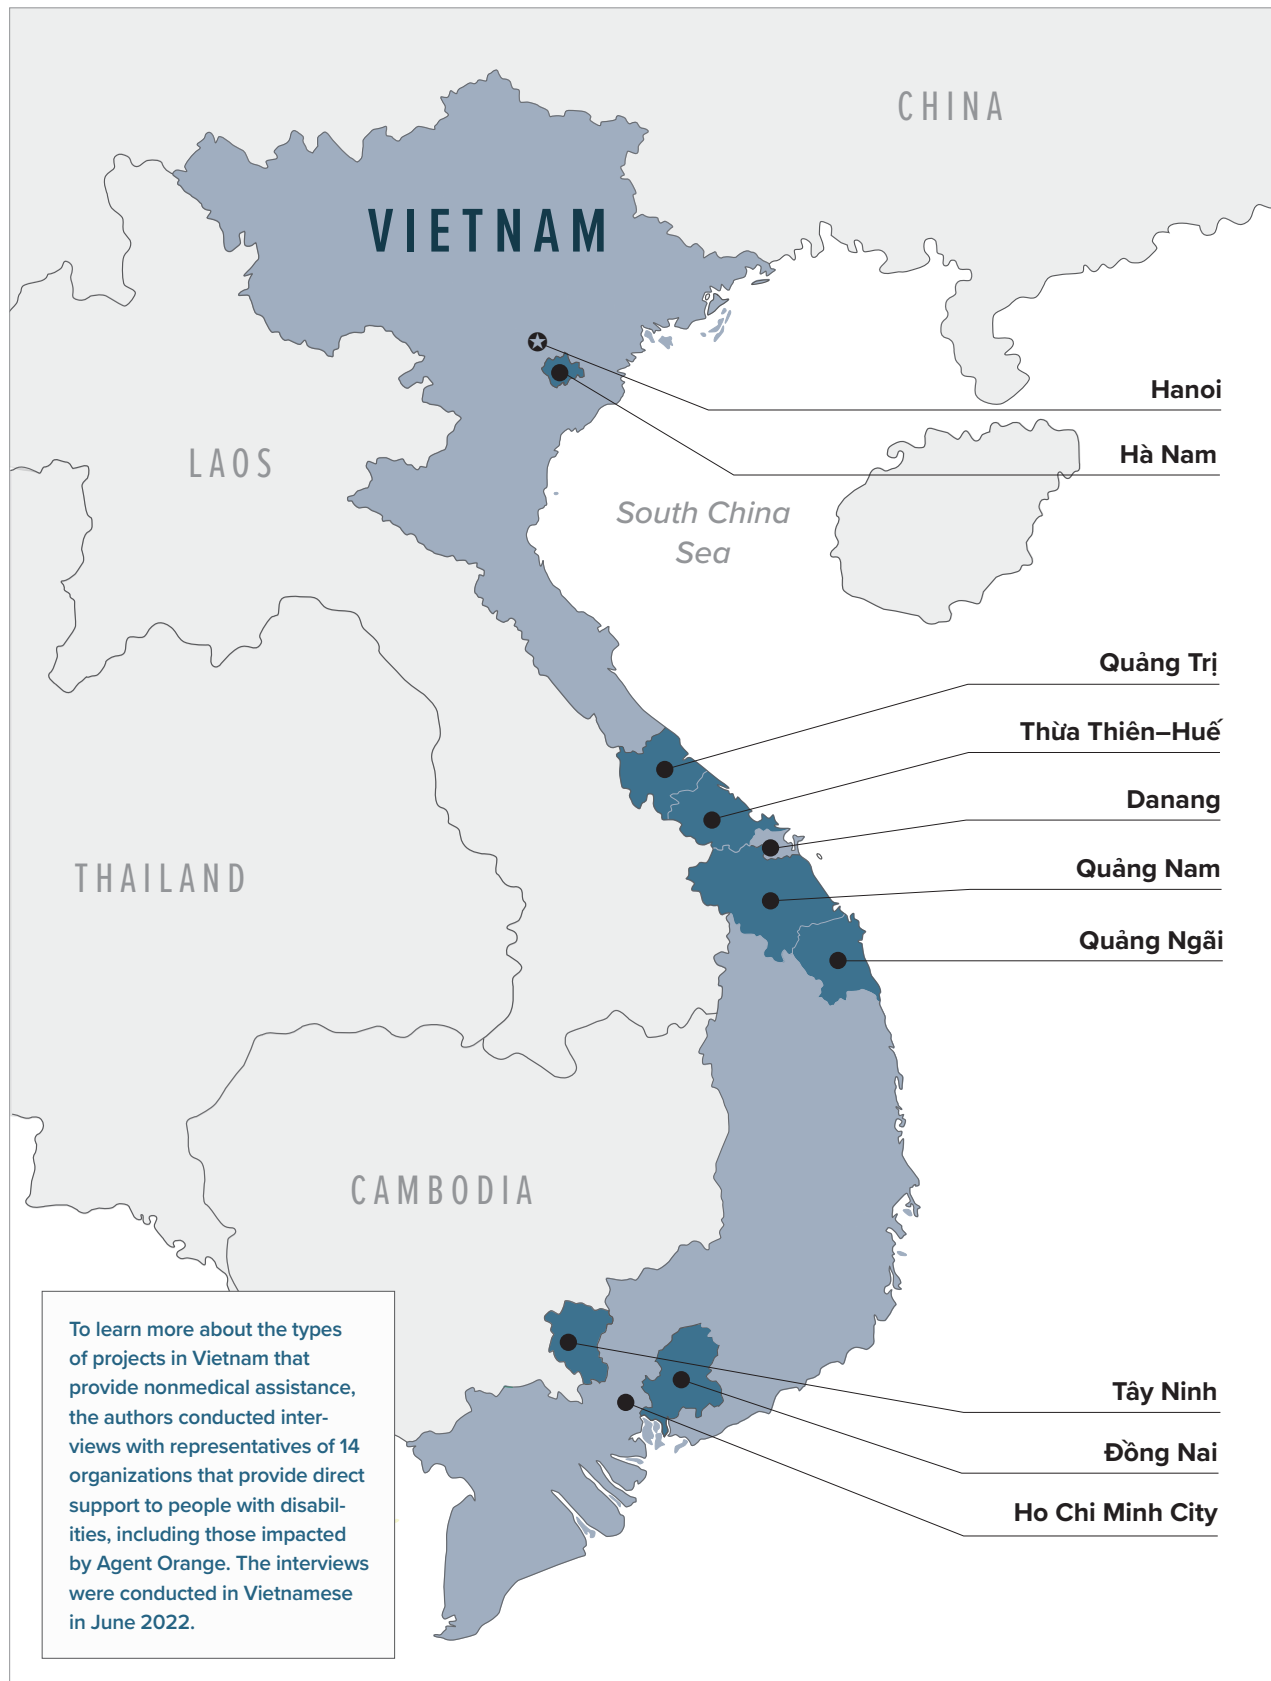 CHINA
VIETNAM
Hanoi
Hà Nam
LAOS
South China
Sea
Quảng Trị
Thừa Thiên–Huế
Danang
THAILAND
Quảng Nam
Quảng Ngãi
CAMBODIA
To learn more about the types
of projects in Vietnam that
provide nonmedical assistance,
the authors conducted inter-
views with representatives of 14
organizations that provide direct
support to people with disabil-
ities, including those impacted
by Agent Orange. The interviews
were conducted in Vietnamese
in June 2022.
Tây Ninh
Đồng Nai
Ho Chi Minh City